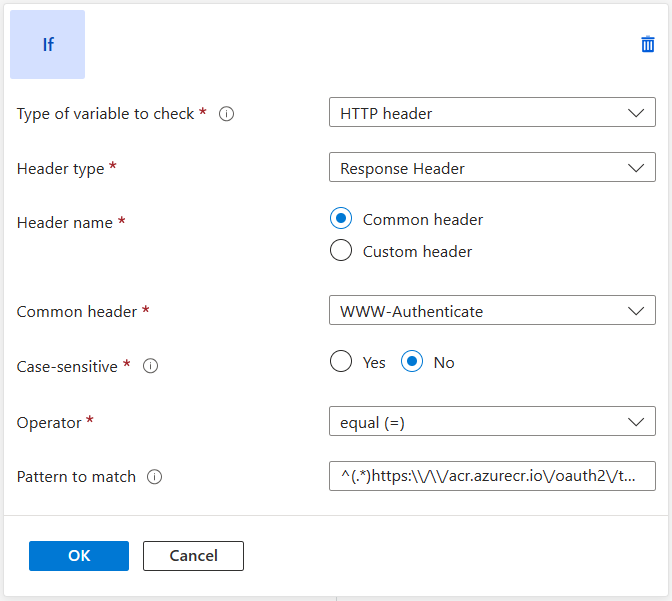 If
Type of variable to check *
HTTP header
Header type *
Response Header
Header name *
Common header
Custom header
Common header *
WWW-Authenticate
Case-sensitive *
Yes
No
Operator *
equal (=)
Pattern to match
^(.*)https:\\/\\/acr.azurecr.io\/oauth2\/t...
OK
Cancel